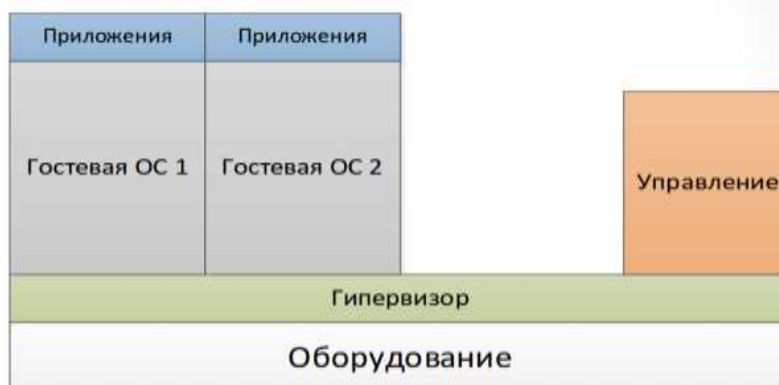 Приложения
Приложения
Гостевая ОС 1
Гостевая ОС 2
Управление
Гипервизор
Оборудование